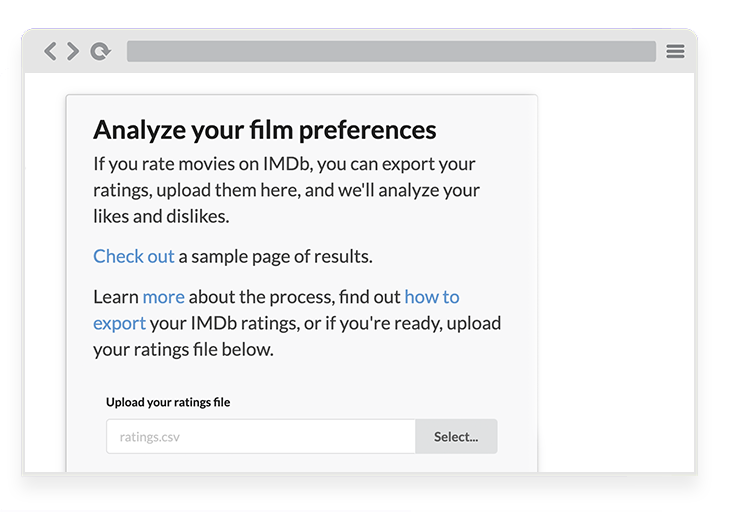 Analyze your film preferences
If you rate movies on IMDb, you can export your
ratings, upload them here, and we'll analyze your
likes and dislikes.
Check out a sample page of results.
Learn more about the process, find out how to
export your IMDb ratings, or if you're ready, upload
your ratings file below.
Upload your ratings file
ratings.csv Select...